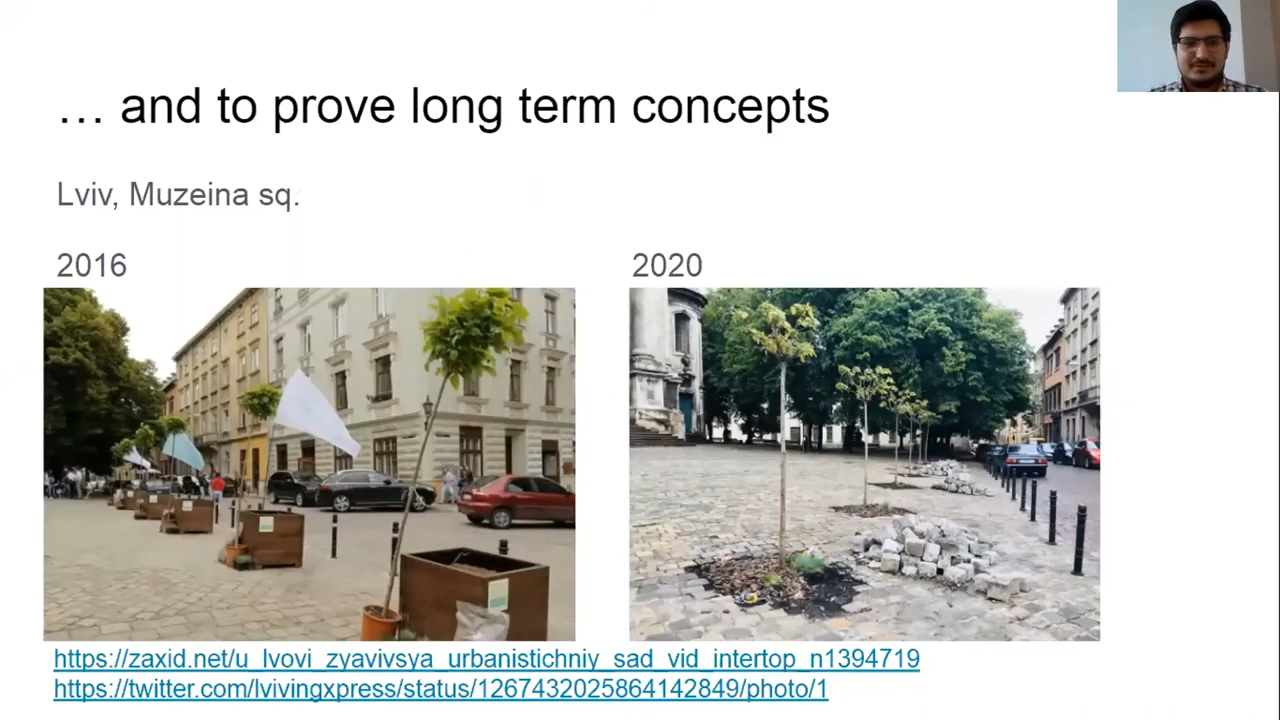 … and to prove long term concepts
Lviv, Muzeina sq.
2016
2020
https://zaxid.net/u_lvovi_zyavivsya_urbanistichniy_sad_vid_intertop_n1394719
https://twitter.com/lvivingxpress/status/1267432025864142849/photo/1